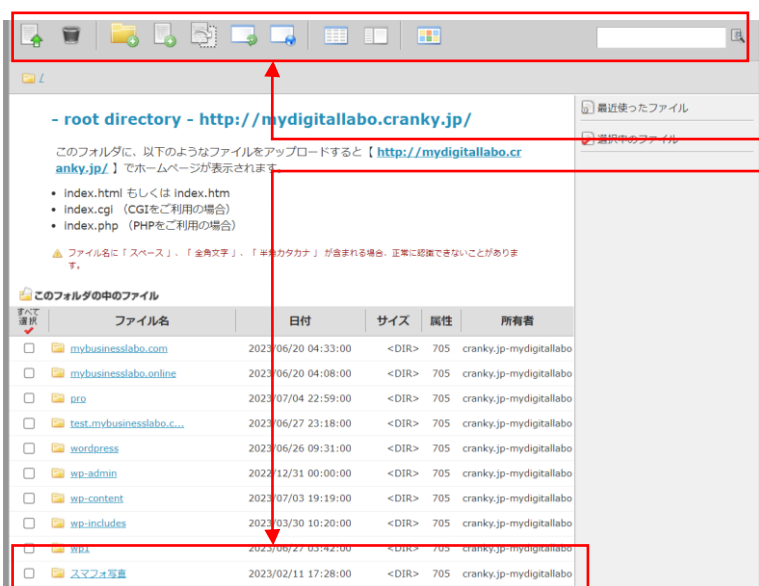 /
最近使ったファイル
- root directory - http://mydigitallabo.cranky.jp/
選択中のファイル
このフォルダに、以下のようなファイルをアップロードすると【 http://mydigitallabo.cr
anky.jp/ 】でホームページが表示されます。
• index.html もしくは index.htm
• index.cgi （CGIをご利用の場合）
• index.php （PHPをご利用の場合）
ファイル名に「 スペース 」、「 全角文字 」、「 半角カタカナ 」 が含まれる場合、正常に認識できないことがありま
す。
このフォルダの中のファイル
すべて
選択 ファイル名 日付 サイズ 属性 所有者
mybusinesslabo.com 2023/06/20 04:33:00 <DIR> 705 cranky.jp-mydigitallabo
mybusinesslabo.online 2023/06/20 04:08:00 <DIR> 705 cranky.jp-mydigitallabo
pro 2023/07/04 22:59:00 <DIR> 705 cranky.jp-mydigitallabo
test.mybusinesslabo.c... 2023/06/27 23:18:00 <DIR> 705 cranky.jp-mydigitallabo
wordpress 2023/06/26 09:31:00 <DIR> 705 cranky.jp-mydigitallabo
wp-admin 2022/12/31 00:00:00 <DIR> 705 cranky.jp-mydigitallabo
wp-content 2023/07/03 19:19:00 <DIR> 705 cranky.jp-mydigitallabo
wp-includes 2023/03/30 10:20:00 <DIR> 705 cranky.jp-mydigitallabo
wp1 2023/06/27 03:42:00 <DIR> 705 cranky.jp-mydigitallabo
スマフォ写真 2023/02/11 17:28:00 <DIR> 705 cranky.jp-mydigitallabo